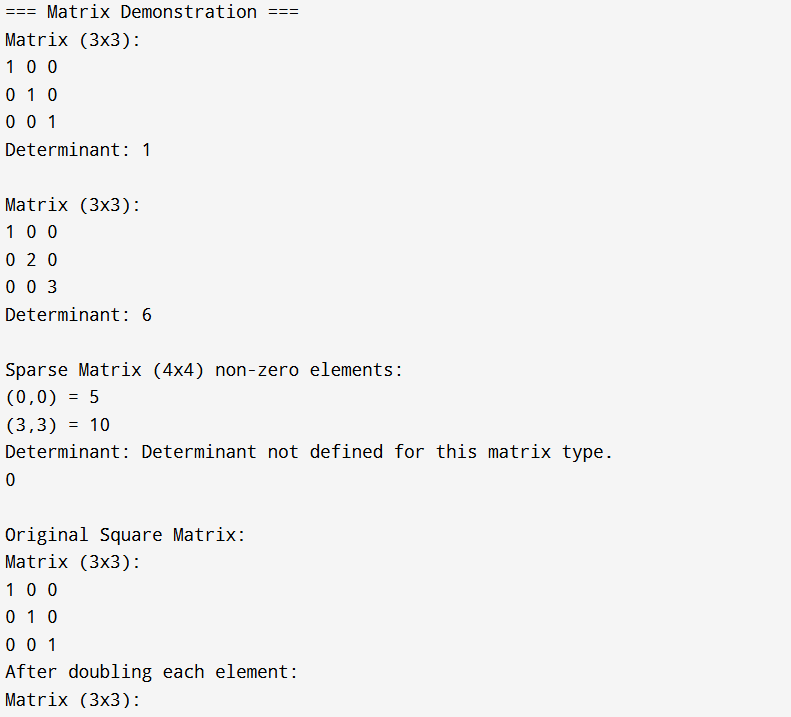 === Matrix Demonstration ===
Matrix (3x3):
1 0 0
0 1 0
0 0 1
Determinant: 1

Matrix (3x3):
1 0 0
0 2 0
0 0 3
Determinant: 6

Sparse Matrix (4x4) non-zero elements:
(0,0) = 5
(3,3) = 10
Determinant: Determinant not defined for this matrix type.
0

Original Square Matrix:
Matrix (3x3):
1 0 0
0 1 0
0 0 1
After doubling each element:
Matrix (3x3):